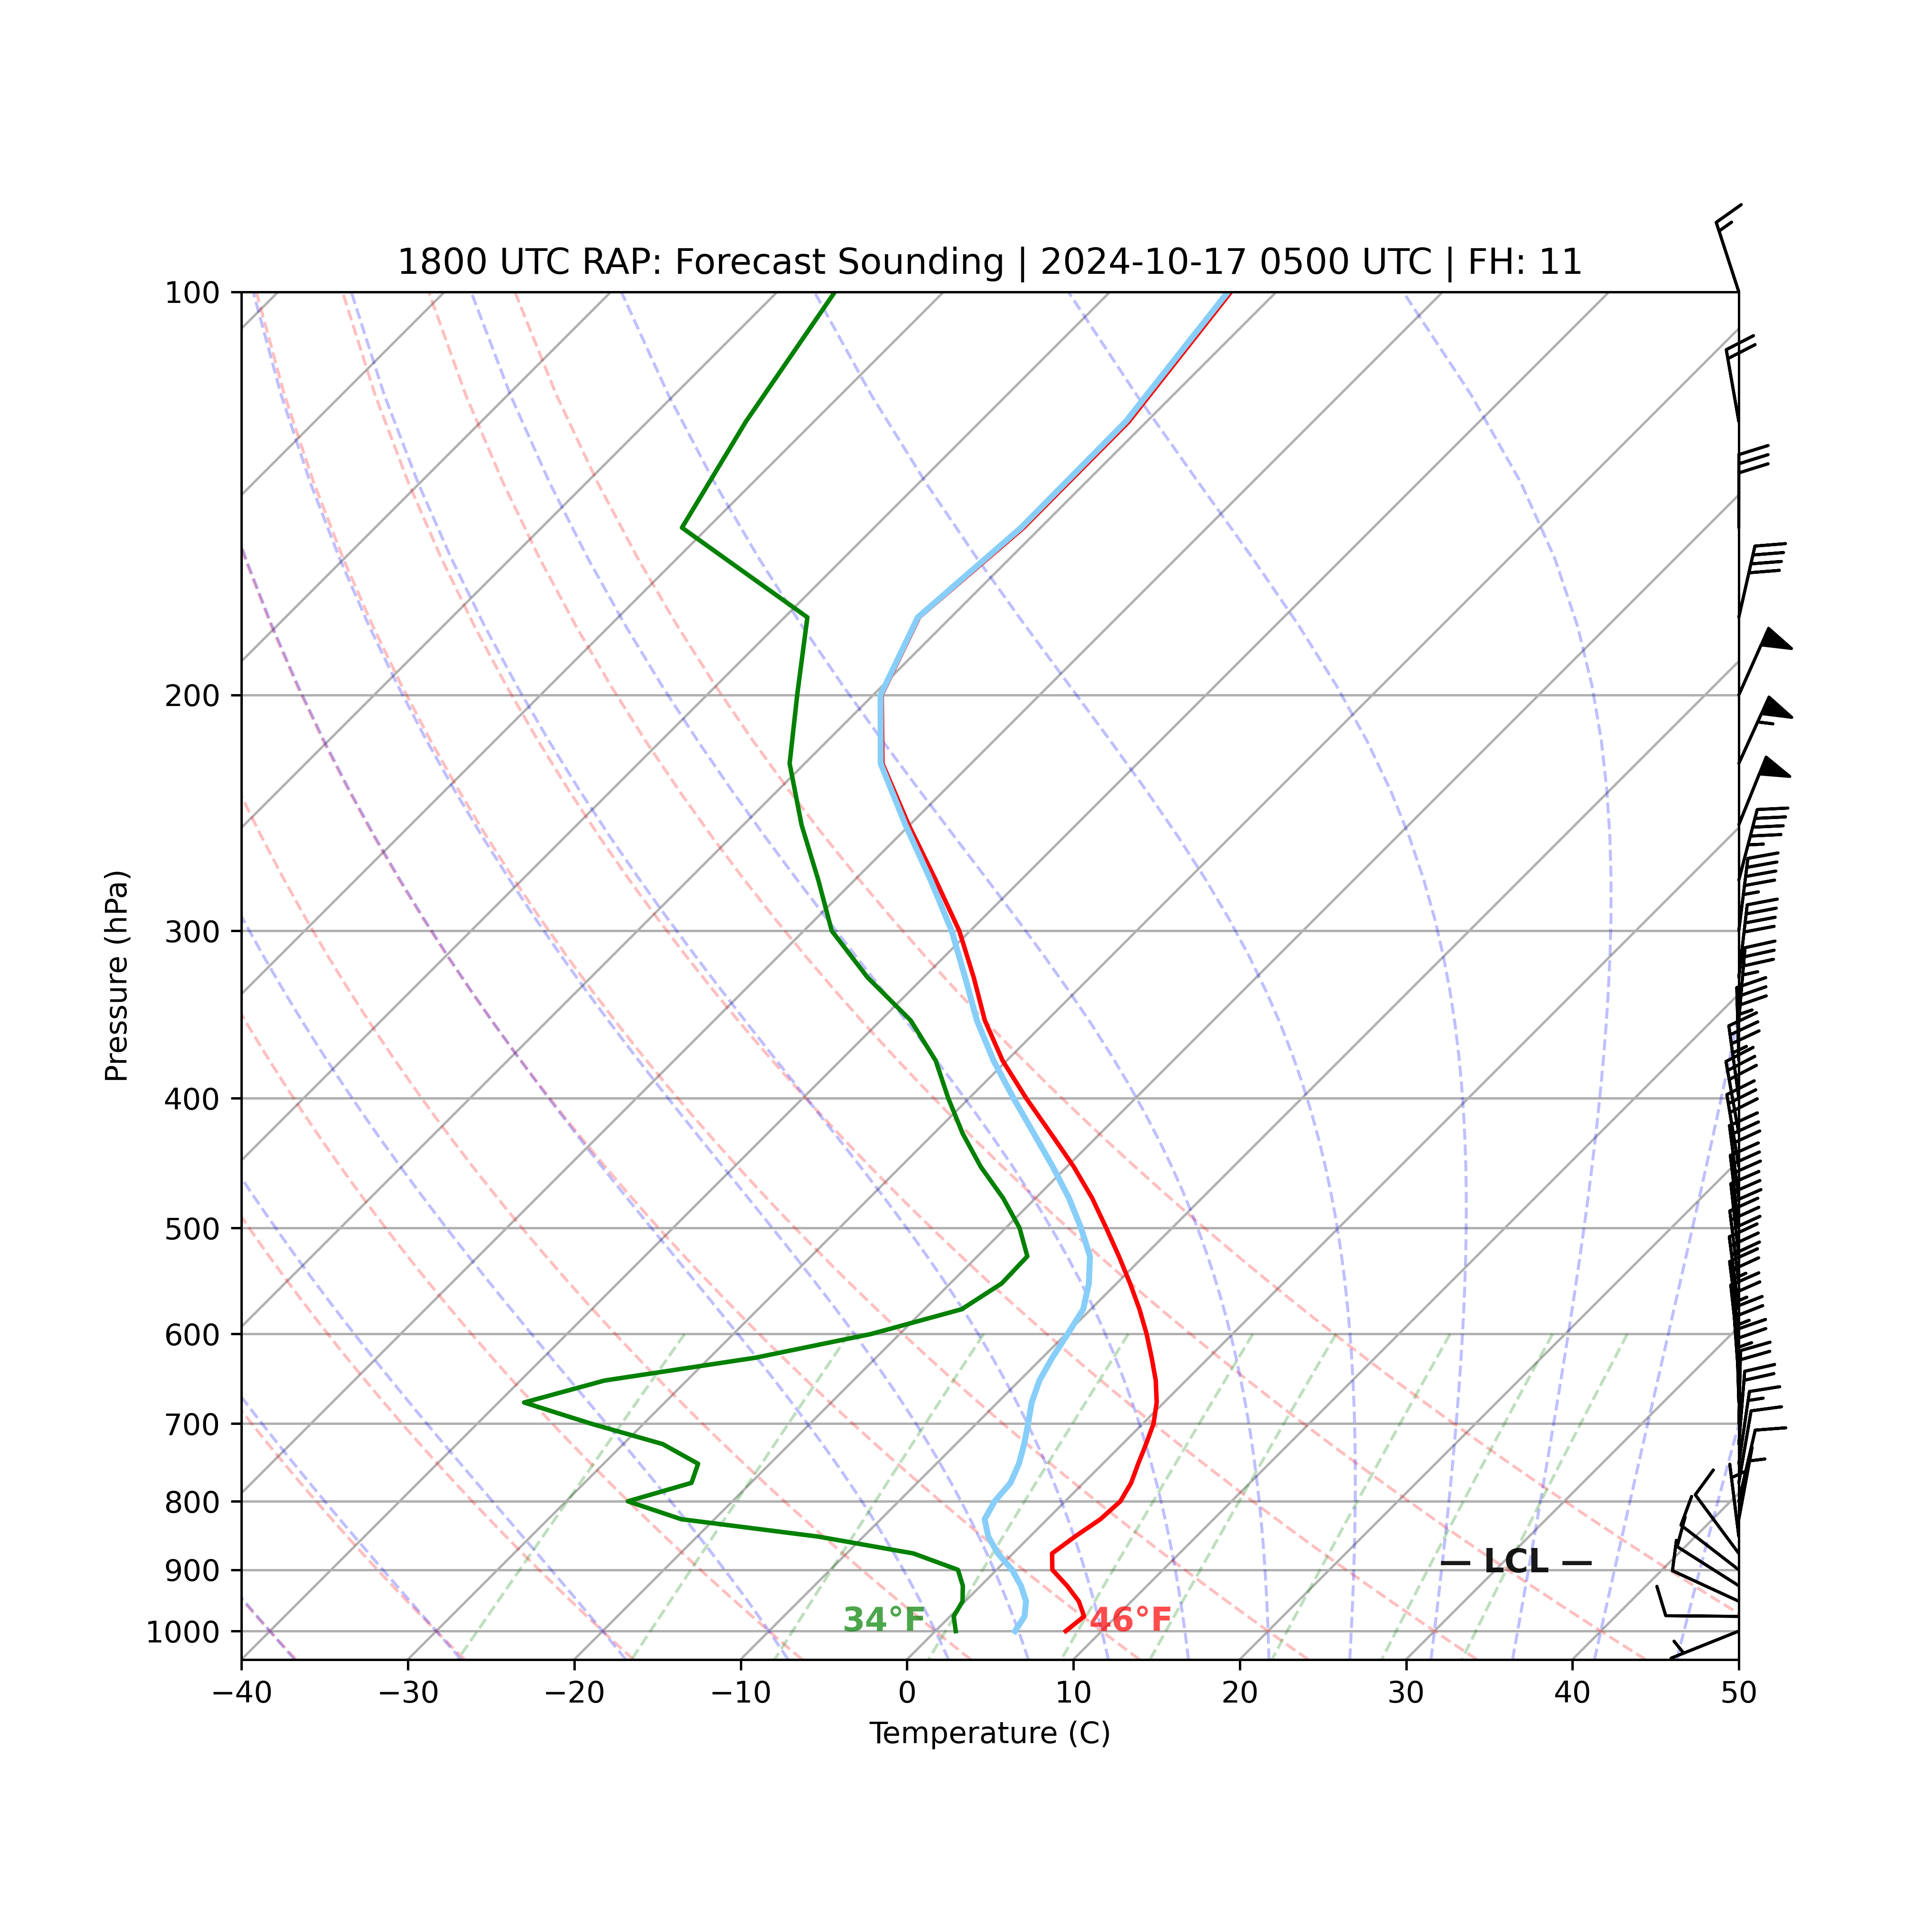 1800 UTC RAP: Forecast Sounding | 2024-10-17 0500 UTC | FH: 11
100
200
300
400
500
600
700
800
900
1000
Pressure (hPa)
— LCL —
34°F
46°F
−40 −30 −20 −10 0 10 20 30 40 50
Temperature (C)